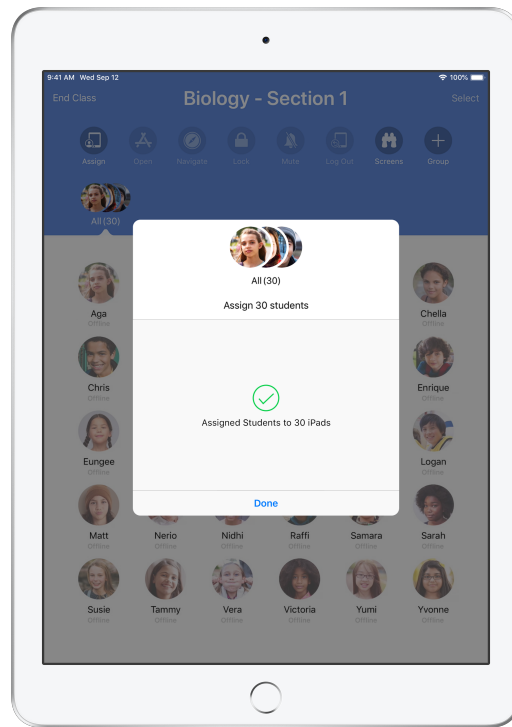 9:41 AM Wed Sep 12
100%
End Class
Biology - Section 1
Select
Assign
Open
Navigate
Lock
Mute
Log Out
Screens
Group
All (30)
All (30)
Assign 30 students
Assigned Students to 30 iPads
Done
Aga
Offline
Chella
Offline
Chris
Offline
Enrique
Offline
Eungee
Offline
Logan
Offline
Matt
Nerio
Nidhi
Raffi
Samara
Sarah
Offline
Offline
Offline
Offline
Offline
Offline
Susie
Tammy
Vera
Victoria
Yumi
Yvonne
Offline
Offline
Offline
Offline
Offline
Offline